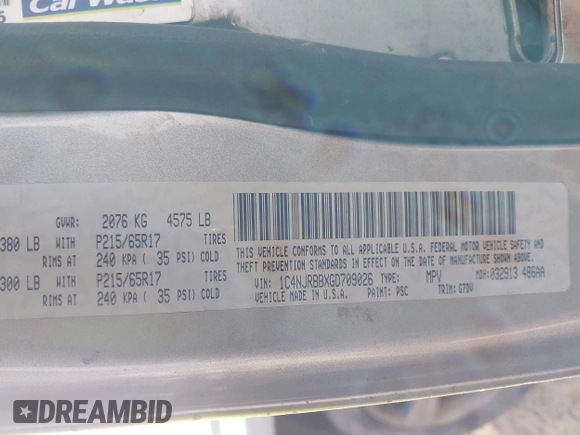 Car Was
GVWR: 2076 KG 4575 LB
380 LB WITH P215/65R17 TIRES
RIMS AT 240 KPA ( 35 PSI) COLD
300 LB WITH P215/65R17 TIRES
RIMS AT 240 KPA ( 35 PSI) COLD
THIS VEHICLE CONFORMS TO ALL APPLICABLE U.S.A. FEDERAL MOTOR VEHICLE SAFETY AND
THEFT PREVENTION STANDARDS IN EFFECT ON THE DATE OF MANUFACTURE SHOWN ABOVE.
VIN: 1C4NJRBBXGD709026 TYPE: MPV MDH: 032913 486AA
VEHICLE MADE IN U.S.A. PAINT: PSC TRIM: G7DV
DREAMBID